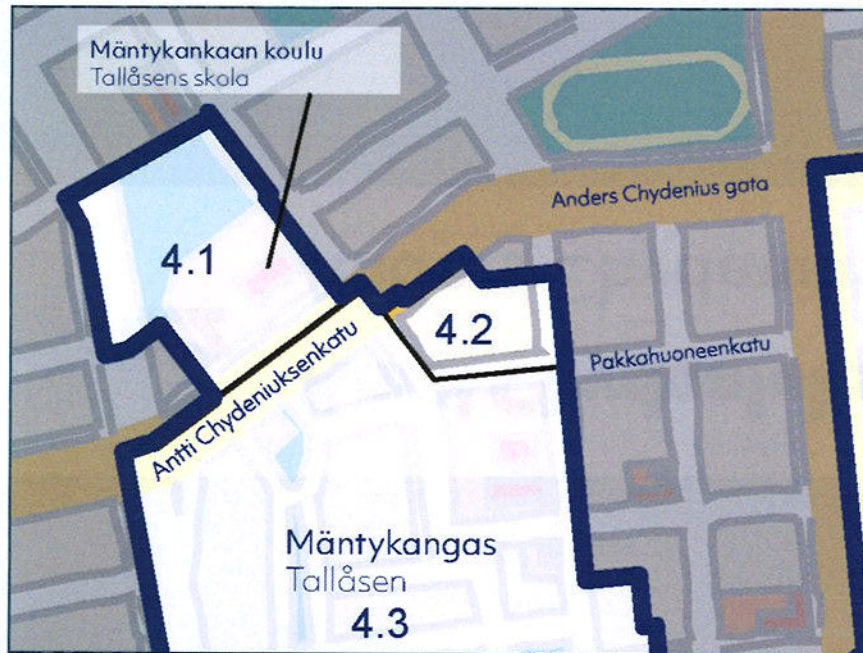 Mäntykankaan koulu
Tallåsens skola
Anders Chydenius gata
4.1
4.2
Pakkahuoneenkatu
Antti Chydeniuksenkatu
Mäntykangas
Tallåsen
4.3